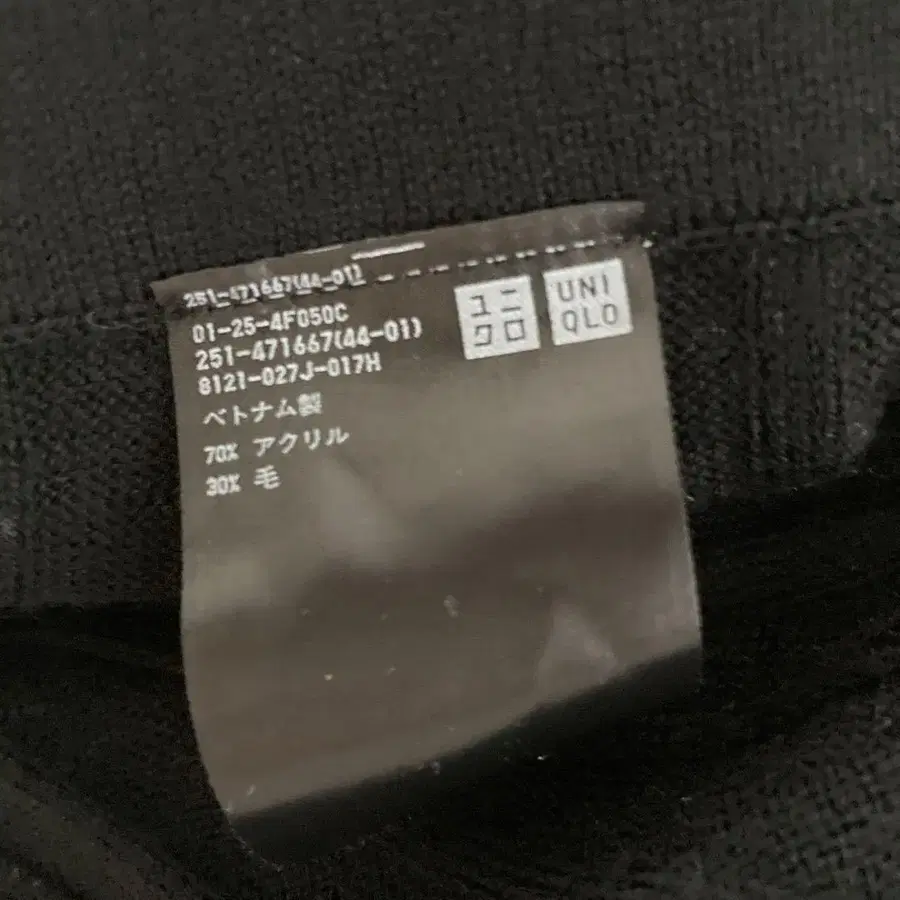 251-471667(44-01)
01-25-4F050C
251-471667(44-01)
8121-027J-017H
ベトナム製
70% アクリル
30% 毛
ユニ
クロ
UNI
QLO